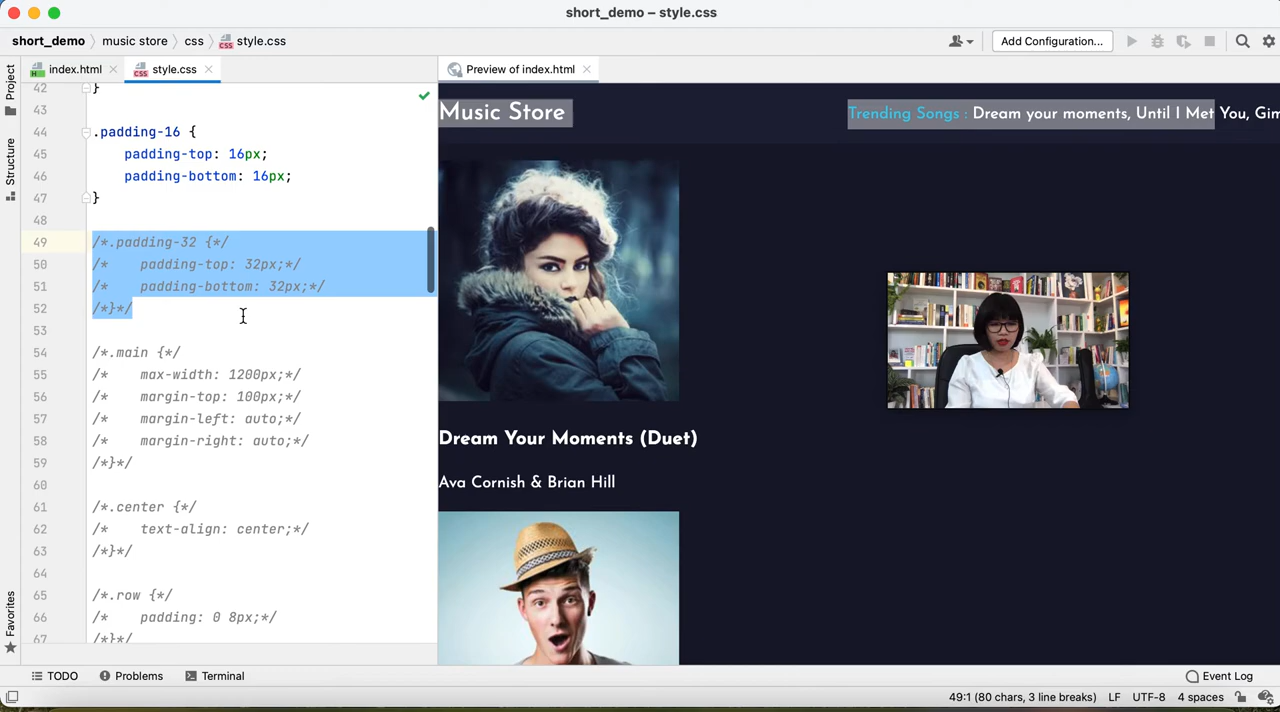 short_demo – style.css
short_demo
music store
css
style.css
Add Configuration...
index.html
style.css
Preview of index.html
Project
Structure
Favorites
42 }
43
44 .padding-16 {
45 padding-top: 16px;
46 padding-bottom: 16px;
47 }
48
49 /*.padding-32 {*/
50 /* padding-top: 32px;*/
51 /* padding-bottom: 32px;*/
52 /*}*/
53
54 /*.main {*/
55 /* max-width: 1200px;*/
56 /* margin-top: 100px;*/
57 /* margin-left: auto;*/
58 /* margin-right: auto;*/
59 /*}*/
60
61 /*.center {*/
62 /* text-align: center;*/
63 /*}*/
64
65 /*.row {*/
66 /* padding: 0 8px;*/
67 /*}*/
Music Store
Trending Songs : Dream your moments, Until I Met You, Gim
Dream Your Moments (Duet)
Ava Cornish & Brian Hill
TODO
Problems
Terminal
Event Log
49:1 (80 chars, 3 line breaks)
LF
UTF-8
4 spaces